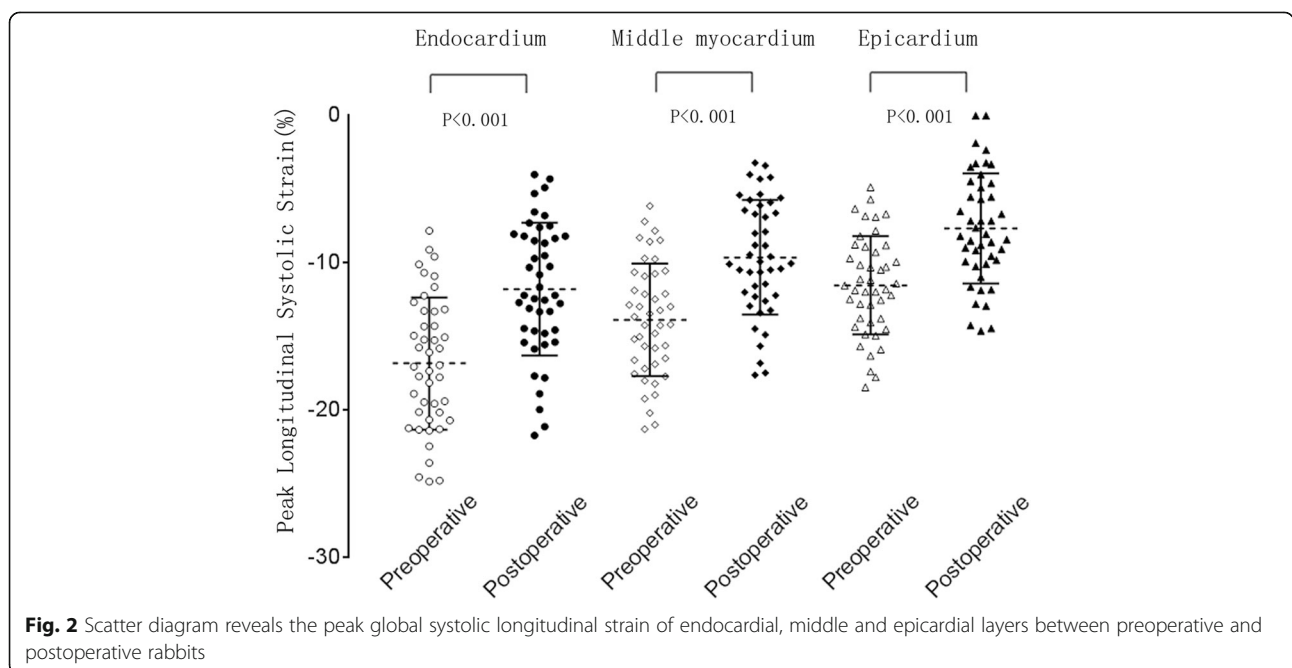 Endocardium Middle myocardium Epicardium
P<0.001 P<0.001 P<0.001
Peak Longitudinal Systolic Strain(%)
0
-10
-20
-30
Preoperative Postoperative Preoperative Postoperative Preoperative Postoperative
Fig. 2 Scatter diagram reveals the peak global systolic longitudinal strain of endocardial, middle and epicardial layers between preoperative and
postoperative rabbits